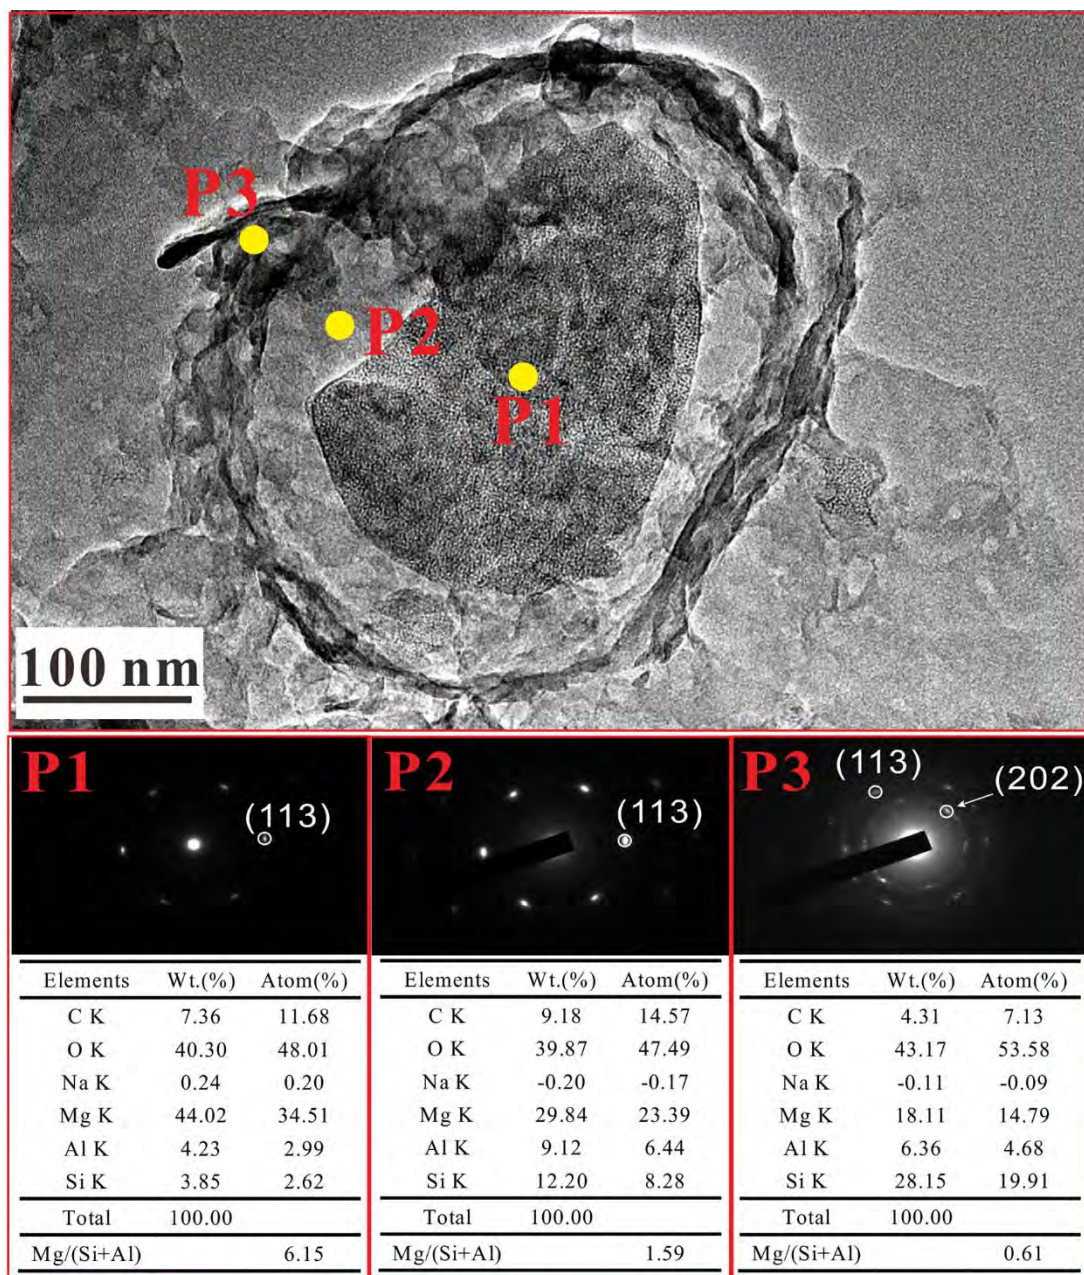 P3
P2
P1
100 nm
P1
(113)
P2
(113)
P3
(113)
(202)
Elements Wt.(%) Atom(%)
C K 7.36 11.68
O K 40.30 48.01
Na K 0.24 0.20
Mg K 44.02 34.51
Al K 4.23 2.99
Si K 3.85 2.62
Total 100.00
Mg/(Si+Al) 6.15
Elements Wt.(%) Atom(%)
C K 9.18 14.57
O K 39.87 47.49
Na K -0.20 -0.17
Mg K 29.84 23.39
Al K 9.12 6.44
Si K 12.20 8.28
Total 100.00
Mg/(Si+Al) 1.59
Elements Wt.(%) Atom(%)
C K 4.31 7.13
O K 43.17 53.58
Na K -0.11 -0.09
Mg K 18.11 14.79
Al K 6.36 4.68
Si K 28.15 19.91
Total 100.00
Mg/(Si+Al) 0.61